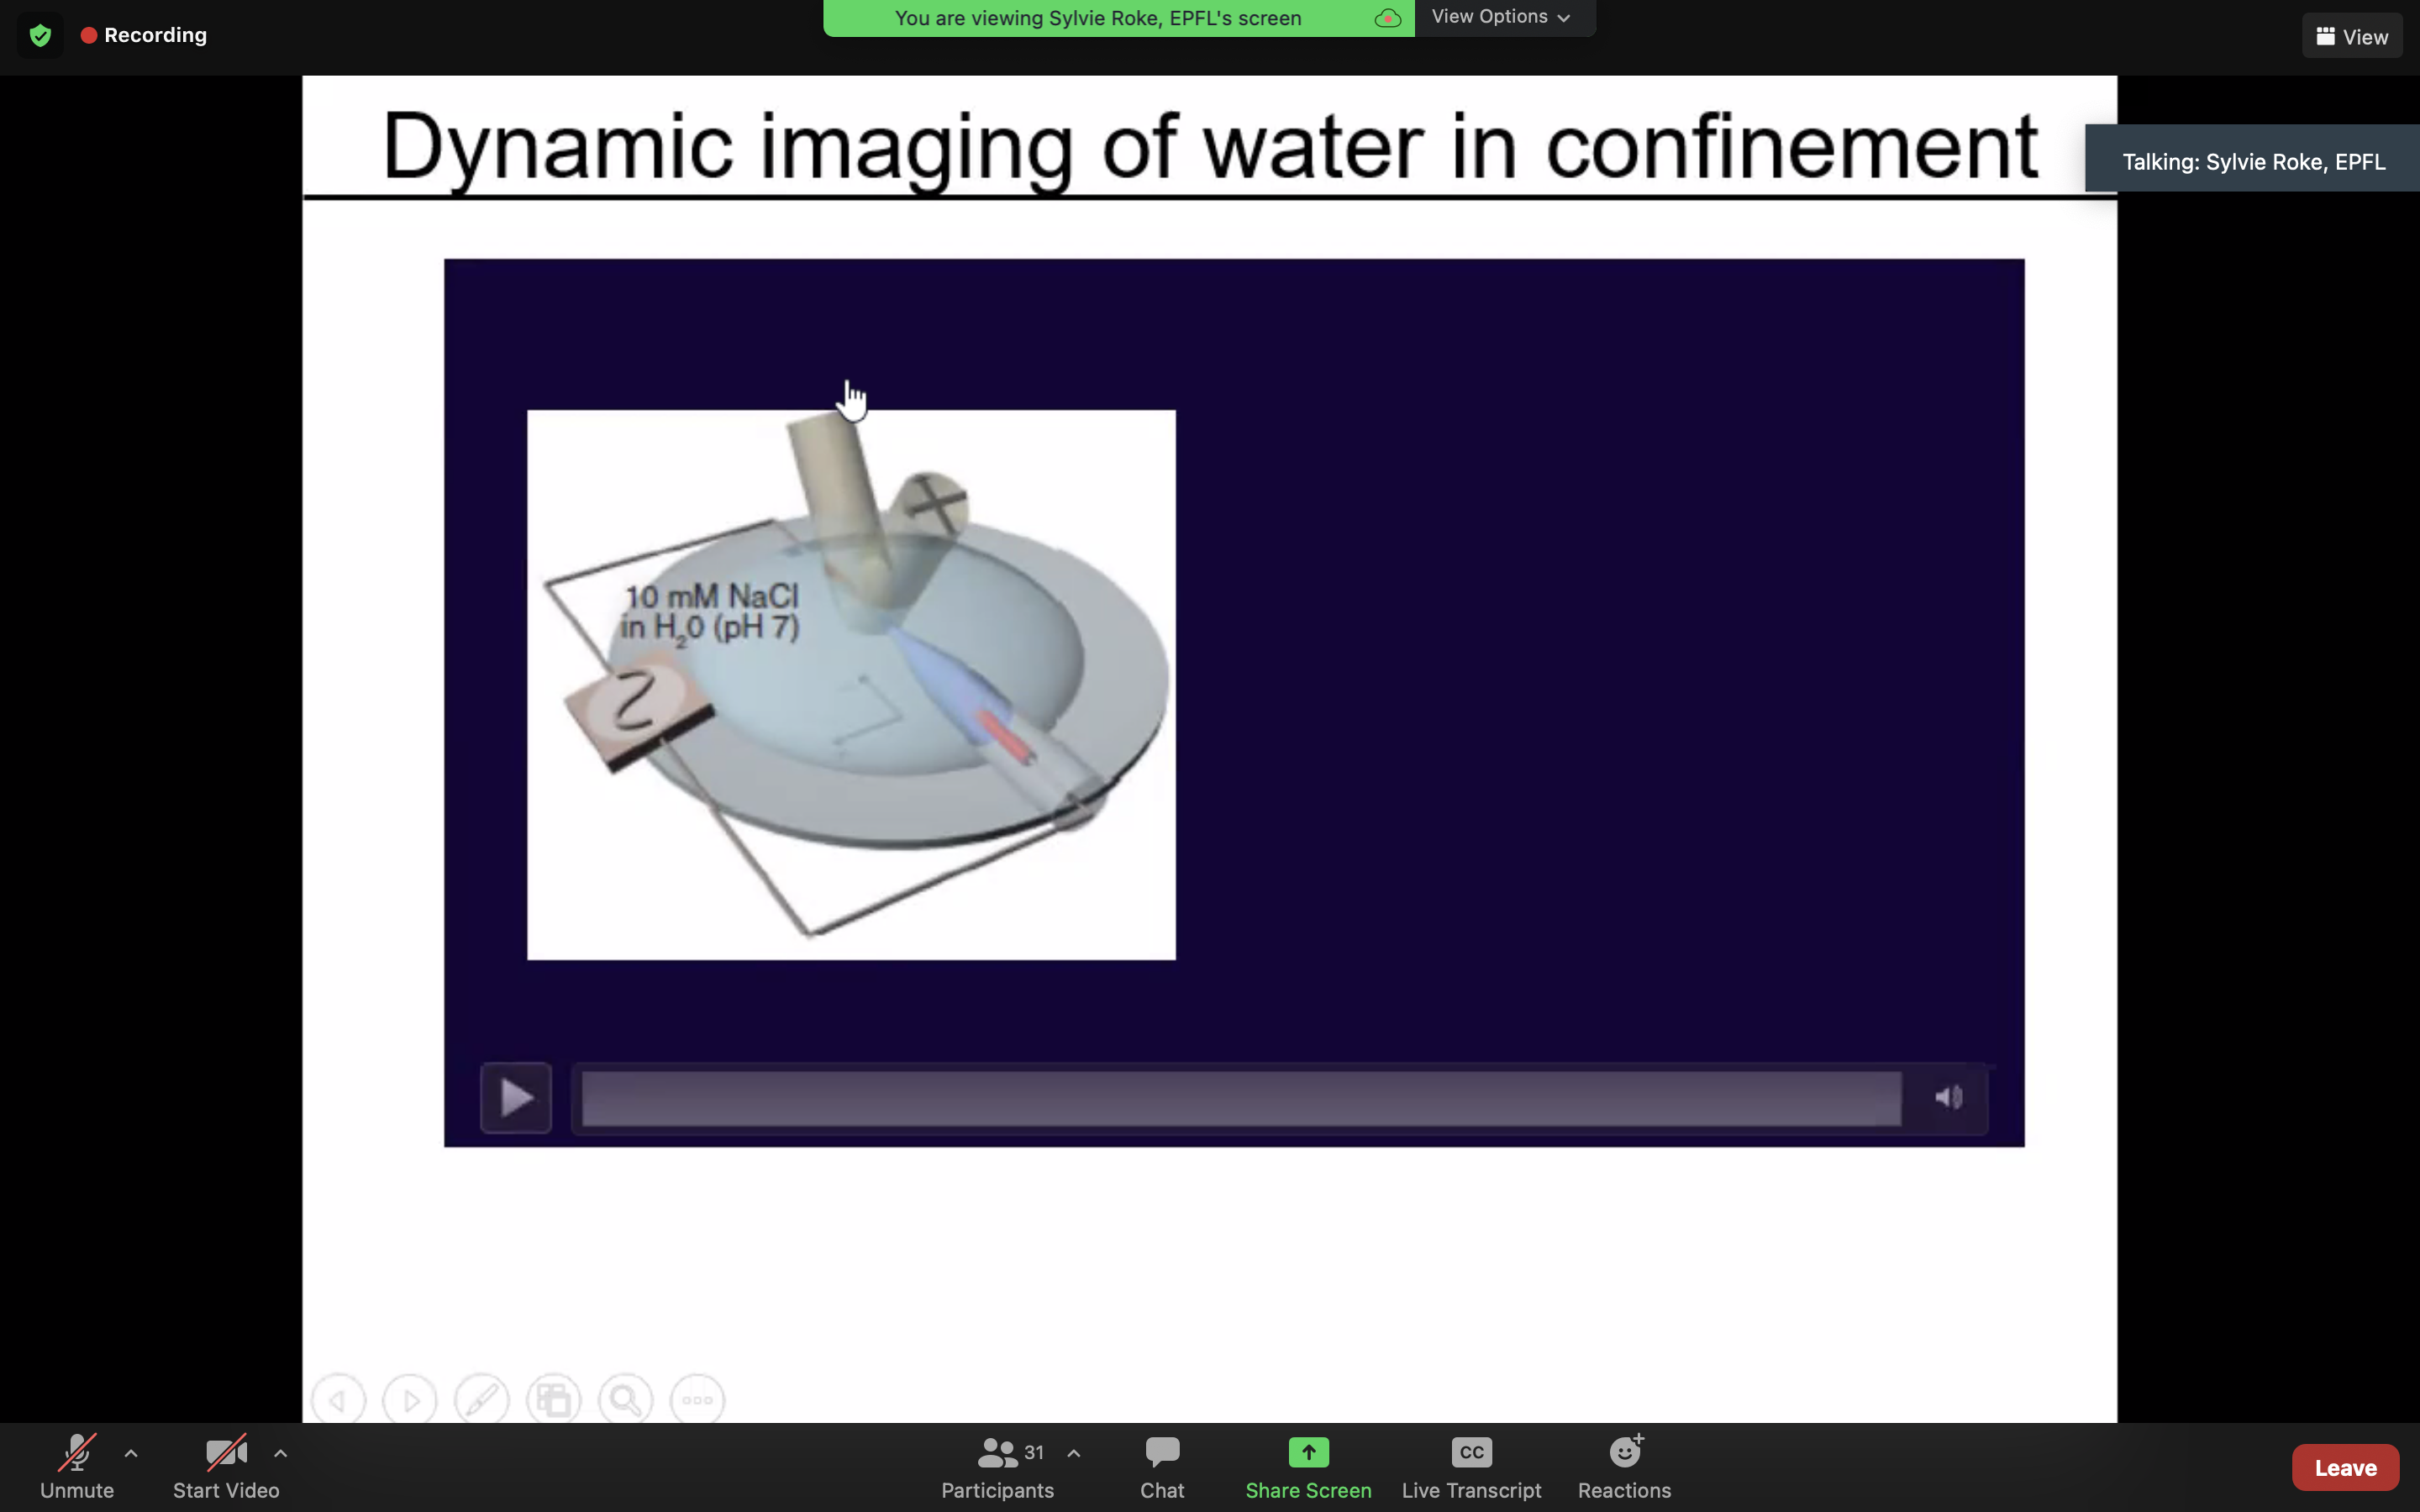 You are viewing Sylvie Roke, EPFL's screen
View Options
Recording
View
Dynamic imaging of water in confinement
Talking: Sylvie Roke, EPFL
10 mM NaCl
in H₂0 (pH 7)
31
CC
Unmute
Start Video
Participants
Chat
Share Screen
Live Transcript
Reactions
Leave